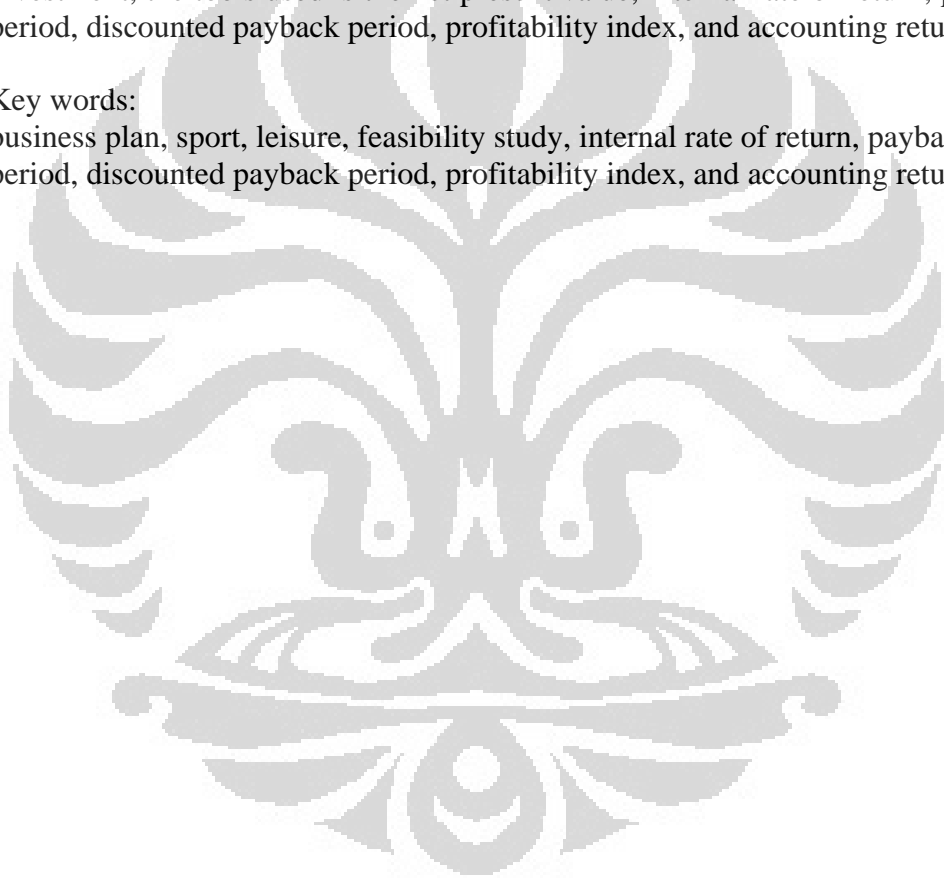 period, discounted payback period, profitability index, and accounting retu
Key words:
business plan, sport, leisure, feasibility study, internal rate of return, payba
period, discounted payback period, profitability index, and accounting retu